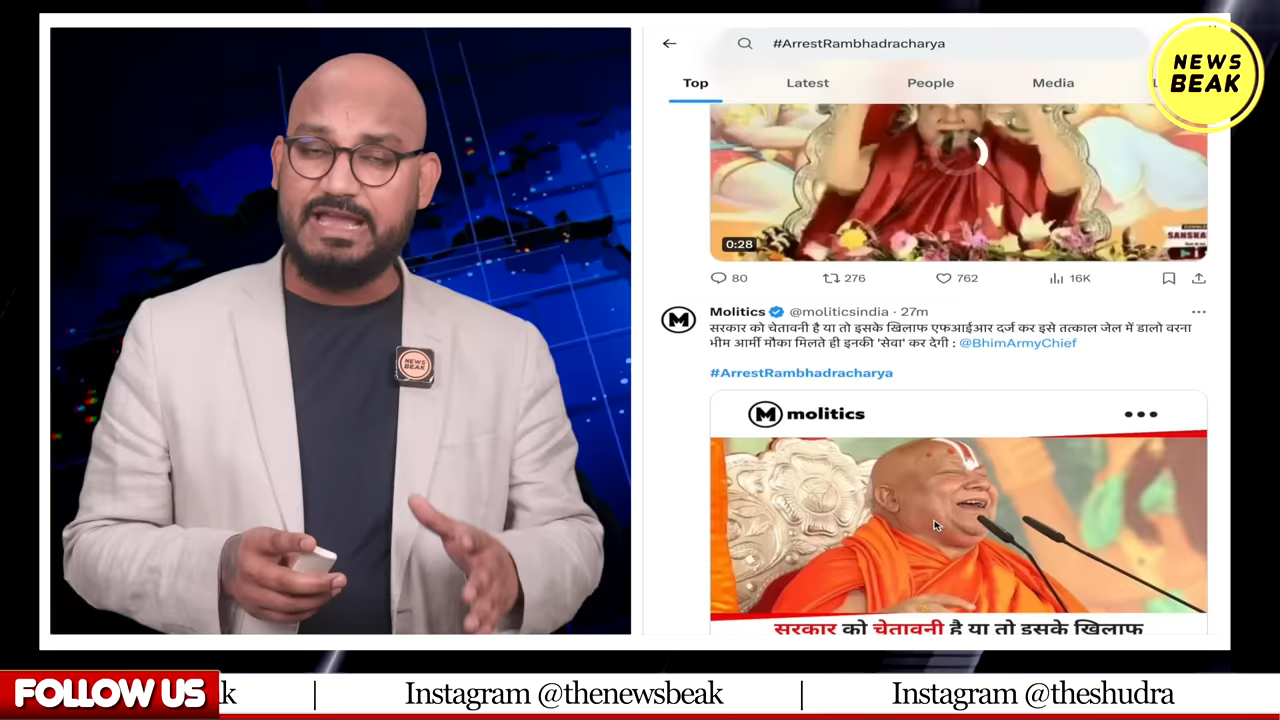 #ArrestRambhadracharya
NEWS
BEAK
Top
Latest
People
Media
0:28
80
276
762
16K
Molitics @moliticsindia · 27m
सरकार को चेतावनी है या तो इसके खिलाफ एफआईआर दर्ज कर इसे तत्काल जेल में डालो वरना
भीम आर्मी मौका मिलते ही इनकी 'सेवा' कर देगी : @BhimArmyChief
#ArrestRambhadracharya
NEWS
BEAK
molitics
सरकार को चेतावनी है या तो इसके खिलाफ
FOLLOW US
k | Instagram @thenewsbeak | Instagram @theshudra